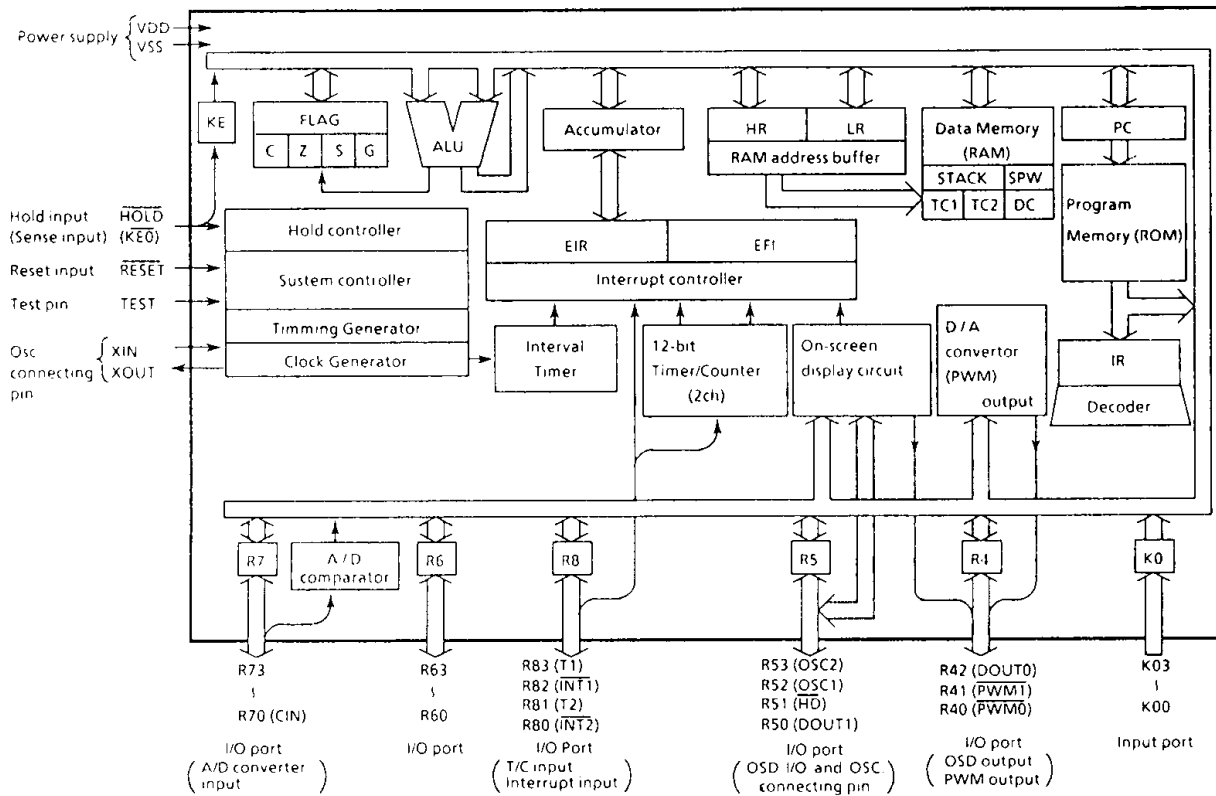 Power supply
VDD
VSS
KE
FLAG
C Z S G
ALU
Accumulator
HR LR
RAM address buffer
Data Memory
(RAM)
STACK SPW
TC1 TC2 DC
PC
Program
Memory (ROM)
Hold input HOLD
(Sense input) (KE0)
Reset input RESET
Test pin TEST
Osc
connecting
pin
XIN
XOUT
Hold controller
System controller
Timming Generator
Clock Generator
EIR EFI
Interrupt controller
Interval
Timer
12-bit
Timer/Counter
(2ch)
On-screen
display circuit
D/A
convertor
(PWM)
output
IR
Decoder
R7
A/D
comparator
R6
R8
R5
R4
K0
R73
~
R70 (CIN)
I/O port
(A/D converter
input)
R63
~
R60
I/O port
R83 (T1)
R82 (INT1)
R81 (T2)
R80 (INT2)
I/O Port
(T/C input
Interrupt input)
R53 (OSC2)
R52 (OSC1)
R51 (HD)
R50 (DOUT1)
I/O port
(OSD I/O and OSC.
connecting pin)
R42 (DOUT0)
R41 (PWM1)
R40 (PWM0)
I/O port
(OSD output
PWM output)
K03
~
K00
Input port